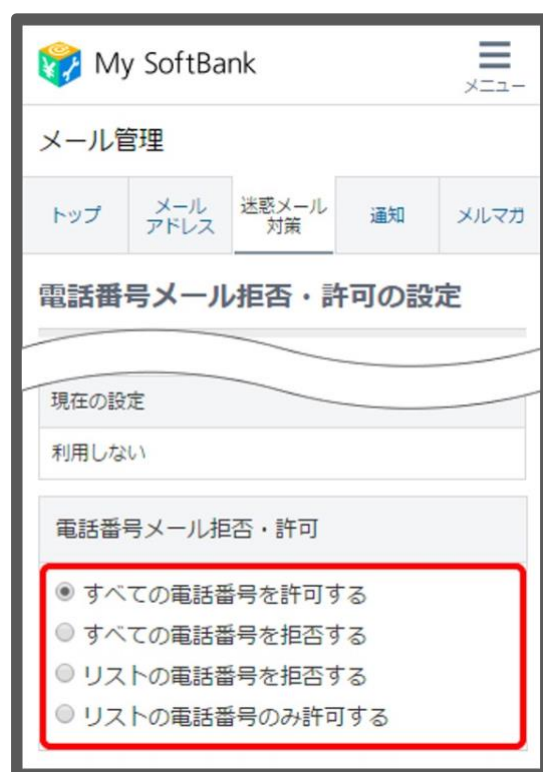 My SoftBank
メニュー
メール管理
トップ
メール
アドレス
迷惑メール
対策
通知
メルマガ
電話番号メール拒否・許可の設定
現在の設定
利用しない
電話番号メール拒否・許可
すべての電話番号を許可する
すべての電話番号を拒否する
リストの電話番号を拒否する
リストの電話番号のみ許可する